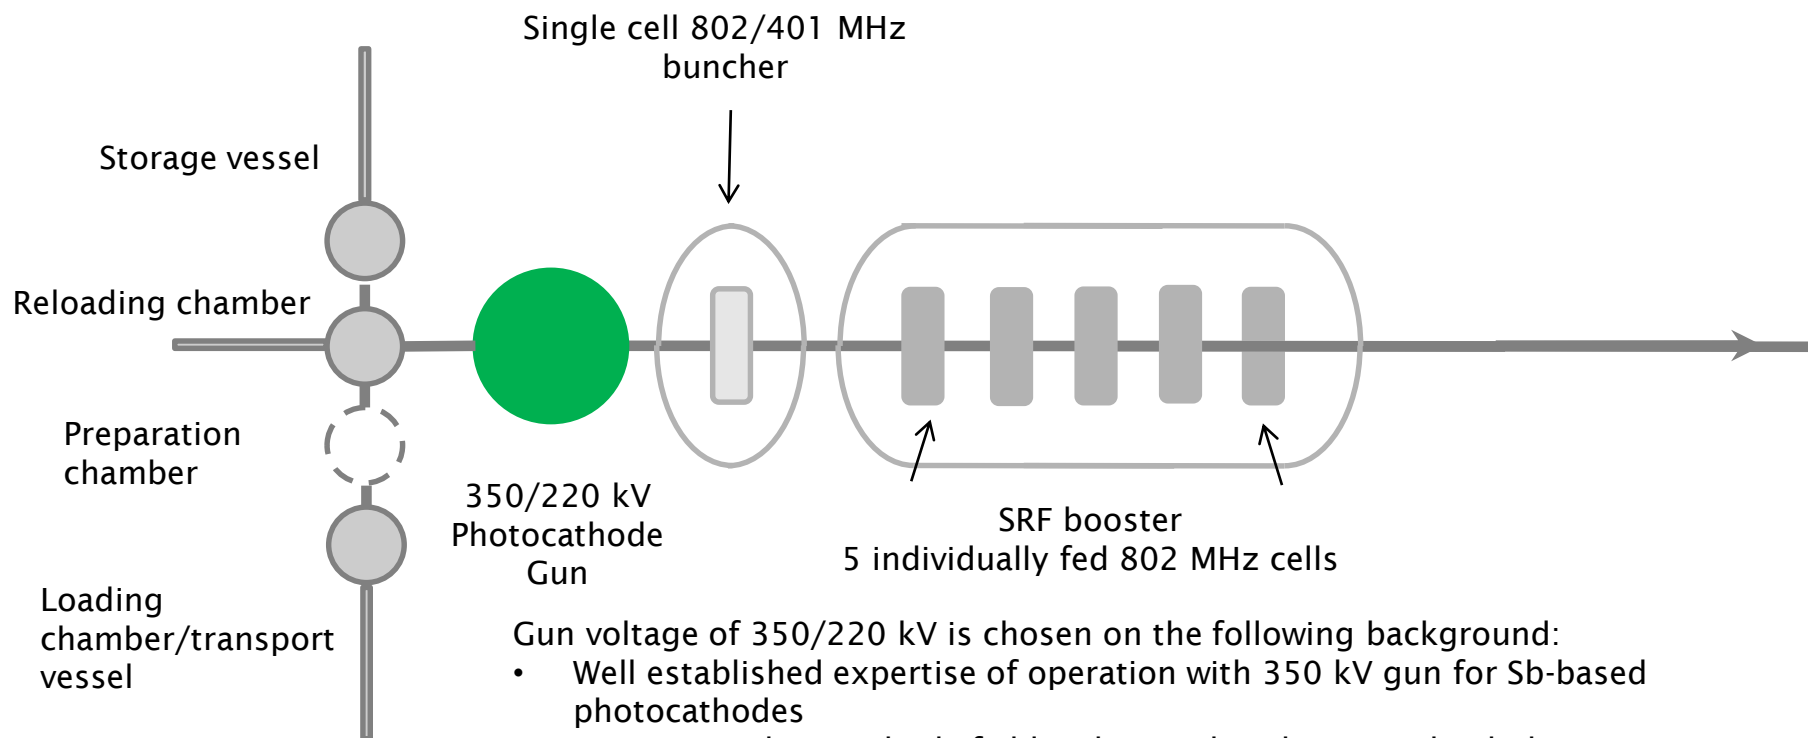 Single cell 802/401 MHz
buncher
Storage vessel
Reloading chamber
Preparation
chamber
350/220 kV
Photocathode
Gun
SRF booster
5 individually fed 802 MHz cells
Loading
chamber/transport
vessel
Gun voltage of 350/220 kV is chosen on the following background:
• Well established expertise of operation with 350 kV gun for Sb-based
photocathodes